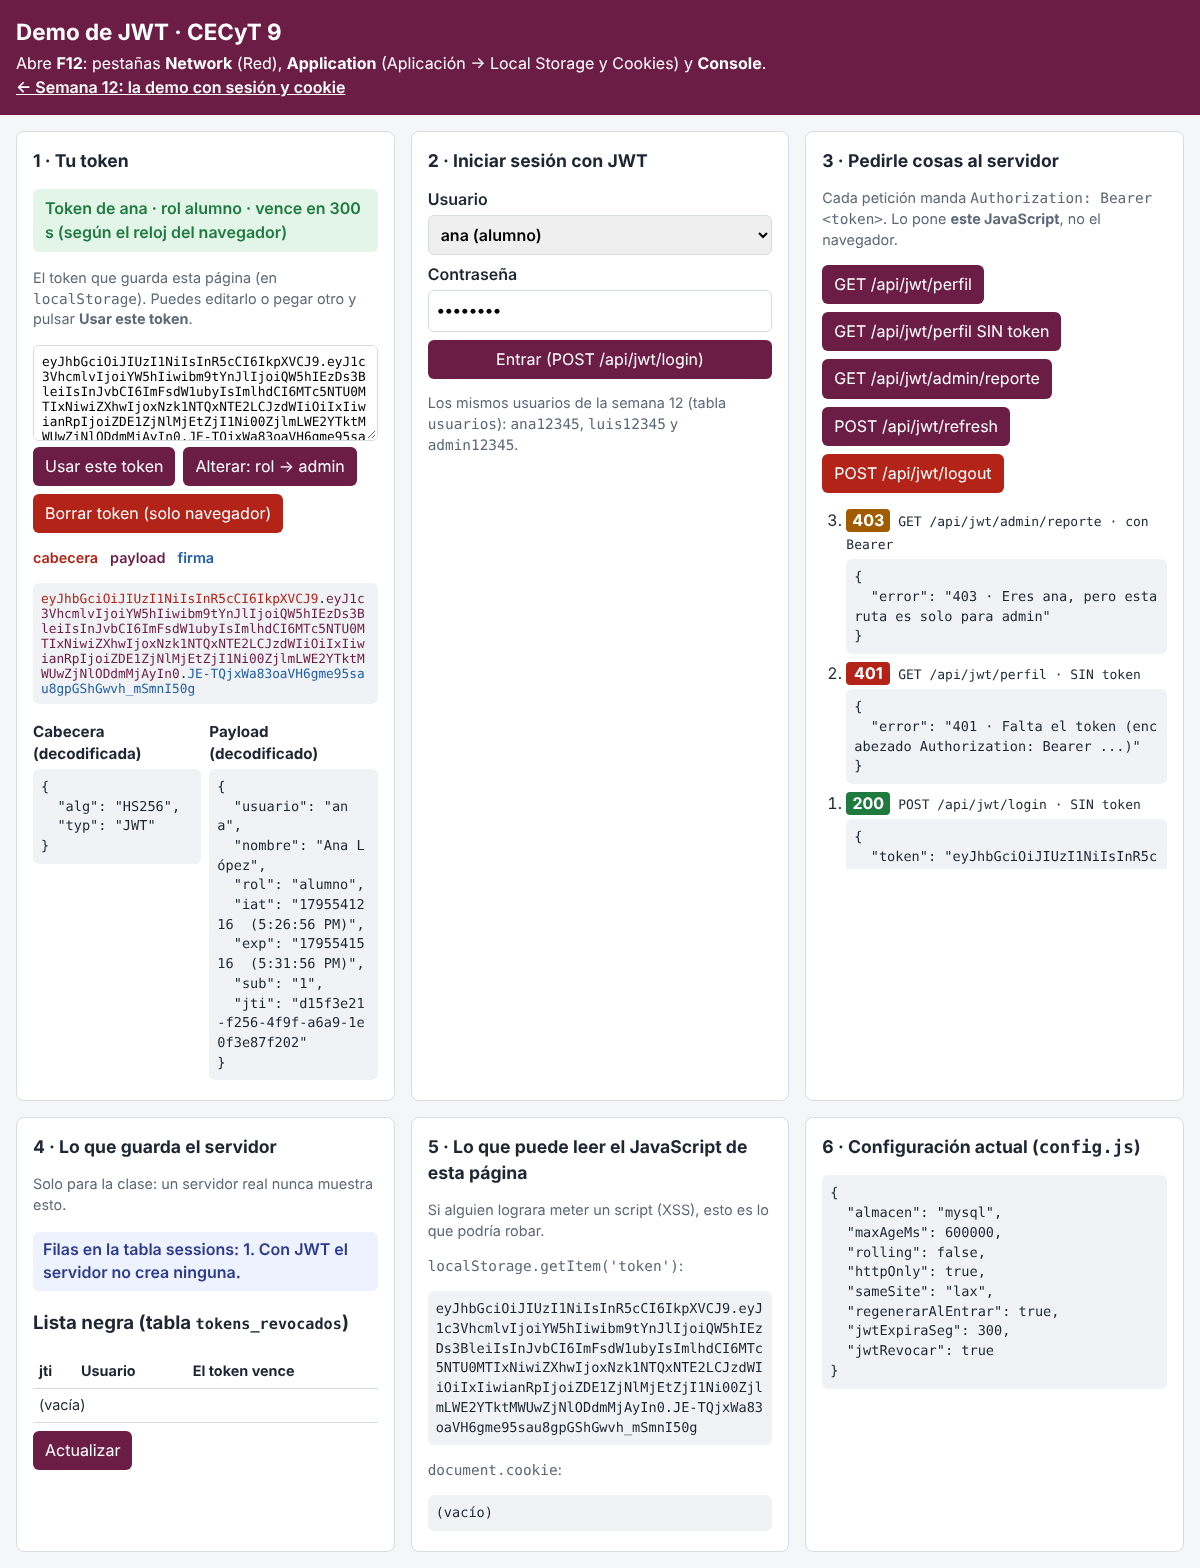 Demo de JWT · CECyT 9
Abre F12: pestañas Network (Red), Application (Aplicación → Local Storage y Cookies) y Console.
← Semana 12: la demo con sesión y cookie
1 · Tu token
Token de ana · rol alumno · vence en 300
s (según el reloj del navegador)
El token que guarda esta página (en
localStorage). Puedes editarlo o pegar otro y
pulsar Usar este token.
eyJhbGciOiJIUzI1NiIsInR5cCI6IkpXVCJ9.eyJ1c
3VhcmlvIjoiYW5hIiwibm9tYnJlIjoiQW5hIEzDs3B
leiIsInJvbCI6ImFsdW1ubyIsImlhdCI6MTc5NTU0M
TIxNiwiZXhwIjoxNzk1NTQxNTE2LCJzdWIiOiIxIiw
ianRpIjoiZDE1ZjNlMjEtZjI1Ni00ZjlmLWE2YTktM
WUwZjNlODdmMjAyIn0.JE-TQjxWa83oaVH6gme95sa
Usar este token
Alterar: rol → admin
Borrar token (solo navegador)
cabecera payload firma
eyJhbGciOiJIUzI1NiIsInR5cCI6IkpXVCJ9.eyJ1c
3VhcmlvIjoiYW5hIiwibm9tYnJlIjoiQW5hIEzDs3B
leiIsInJvbCI6ImFsdW1ubyIsImlhdCI6MTc5NTU0M
TIxNiwiZXhwIjoxNzk1NTQxNTE2LCJzdWIiOiIxIiw
ianRpIjoiZDE1ZjNlMjEtZjI1Ni00ZjlmLWE2YTktM
WUwZjNlODdmMjAyIn0.JE-TQjxWa83oaVH6gme95sa
u8gpGShGwvh_mSmnI50g
Cabecera
(decodificada)
{
"alg": "HS256",
"typ": "JWT"
}
Payload
(decodificado)
{
"usuario": "an
a",
"nombre": "Ana L
ópez",
"rol": "alumno",
"iat": "17955412
16  (5:26:56 PM)",
"exp": "17955415
16  (5:31:56 PM)",
"sub": "1",
"jti": "d15f3e21
-f256-4f9f-a6a9-1e
0f3e87f202"
}
2 · Iniciar sesión con JWT
Usuario
ana (alumno)
Contraseña
••••••••
Entrar (POST /api/jwt/login)
Los mismos usuarios de la semana 12 (tabla
usuarios): ana12345, luis12345 y
admin12345.
3 · Pedirle cosas al servidor
Cada petición manda Authorization: Bearer
<token>. Lo pone este JavaScript, no el
navegador.
GET /api/jwt/perfil
GET /api/jwt/perfil SIN token
GET /api/jwt/admin/reporte
POST /api/jwt/refresh
POST /api/jwt/logout
3. 403 GET /api/jwt/admin/reporte · con
Bearer
{
"error": "403 · Eres ana, pero esta
ruta es solo para admin"
}
2. 401 GET /api/jwt/perfil · SIN token
{
"error": "401 · Falta el token (enc
abezado Authorization: Bearer ...)"
}
1. 200 POST /api/jwt/login · SIN token
{
"token": "eyJhbGciOiJIUzI1NiIsInR5c
4 · Lo que guarda el servidor
Solo para la clase: un servidor real nunca muestra
esto.
Filas en la tabla sessions: 1. Con JWT el
servidor no crea ninguna.
Lista negra (tabla tokens_revocados)
jti Usuario El token vence
(vacía)
Actualizar
5 · Lo que puede leer el JavaScript de
esta página
Si alguien lograra meter un script (XSS), esto es lo
que podría robar.
localStorage.getItem('token'):
eyJhbGciOiJIUzI1NiIsInR5cCI6IkpXVCJ9.eyJ
1c3VhcmlvIjoiYW5hIiwibm9tYnJlIjoiQW5hIEz
Ds3BleiIsInJvbCI6ImFsdW1ubyIsImlhdCI6MTc
5NTU0MTIxNiwiZXhwIjoxNzk1NTQxNTE2LCJzdWI
iOiIxIiwianRpIjoiZDE1ZjNlMjEtZjI1Ni00Zjl
mLWE2YTktMWUwZjNlODdmMjAyIn0.JE-TQjxWa83
oaVH6gme95sau8gpGShGwvh_mSmnI50g
document.cookie:
(vacío)
6 · Configuración actual (config.js)
{
"almacen": "mysql",
"maxAgeMs": 600000,
"rolling": false,
"httpOnly": true,
"sameSite": "lax",
"regenerarAlEntrar": true,
"jwtExpiraSeg": 300,
"jwtRevocar": true
}